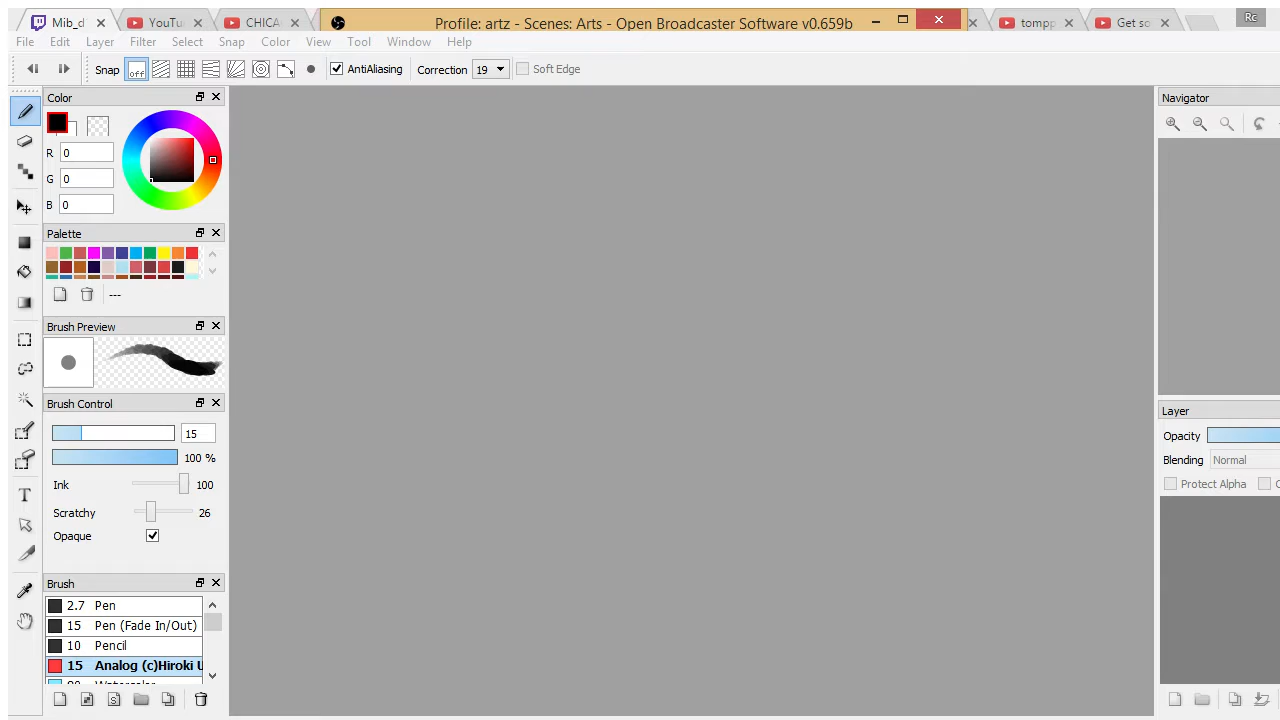 Mib_cl
YouTu
CHICA
Profile: artz - Scenes: Arts - Open Broadcaster Software v0.659b
tompp
Get so
Rc
File Edit Layer Filter Select Snap Color View Tool Window Help
Snap off AntiAliasing Correction 19 Soft Edge
Color
R 0
G 0
B 0
Palette
---
Brush Preview
Brush Control
15
100 %
Ink 100
Scratchy 26
Opaque
Brush
2.7 Pen
15 Pen (Fade In/Out)
10 Pencil
15 Analog (c)Hiroki U
T
Navigator
Layer
Opacity
Blending Normal
Protect Alpha